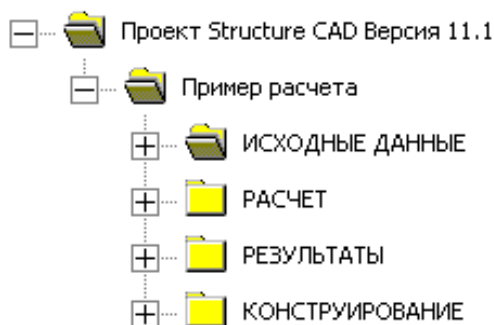 Проект Structure CAD Версия 11.1
Пример расчета
ИСХОДНЫЕ ДАННЫЕ
РАСЧЕТ
РЕЗУЛЬТАТЫ
КОНСТРУИРОВАНИЕ